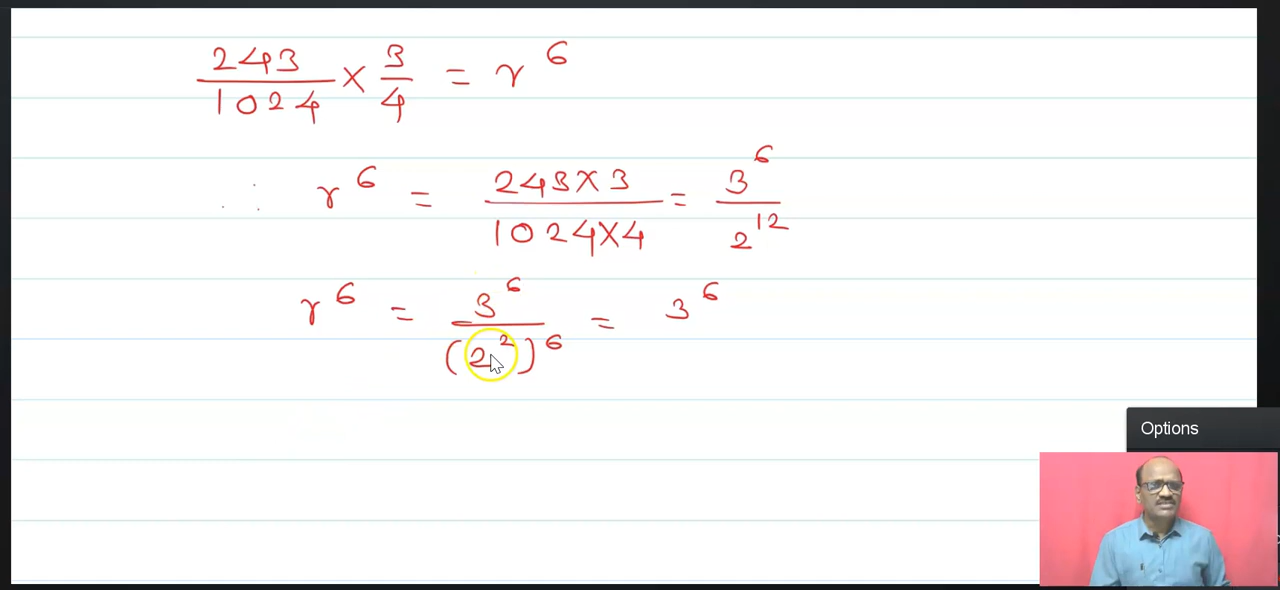 243/1024 × 3/4 = r^6
∴ r^6 = 243×3/1024×4 = 3^6/2^12
r^6 = 3^6/(2^2)^6 = 3^6
Options